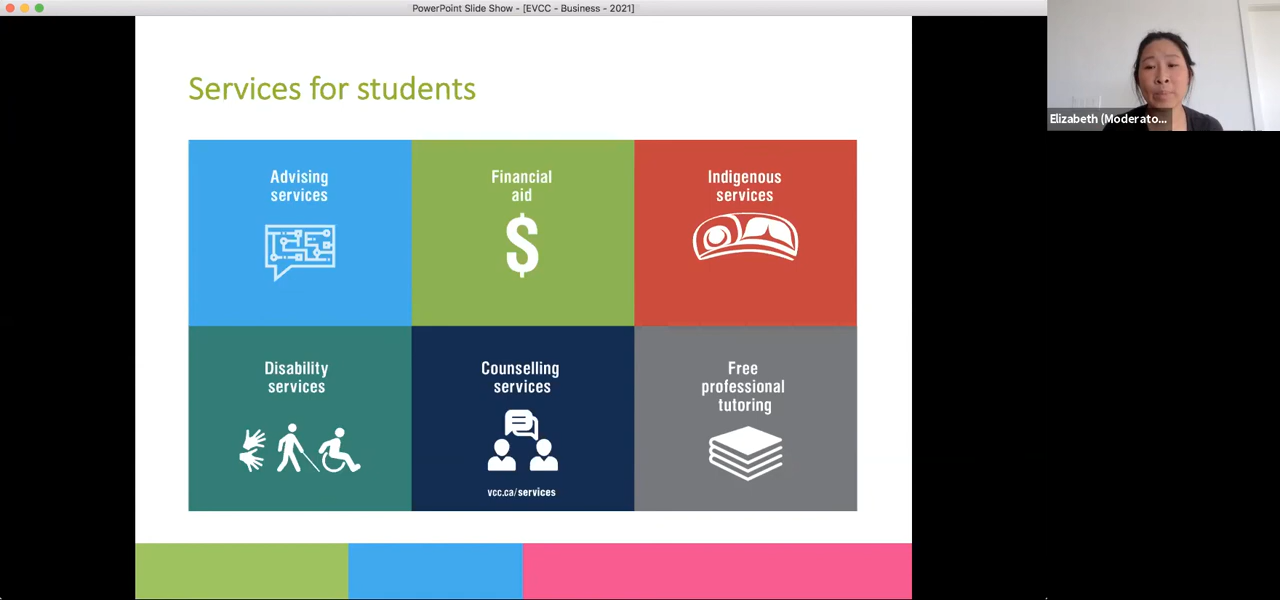 PowerPoint Slide Show - [EVCC - Business - 2021]
Elizabeth (Moderato...
Services for students
Advising
services
Financial
aid
$
Indigenous
services
Disability
services
Counselling
services
vcc.ca/services
Free
professional
tutoring